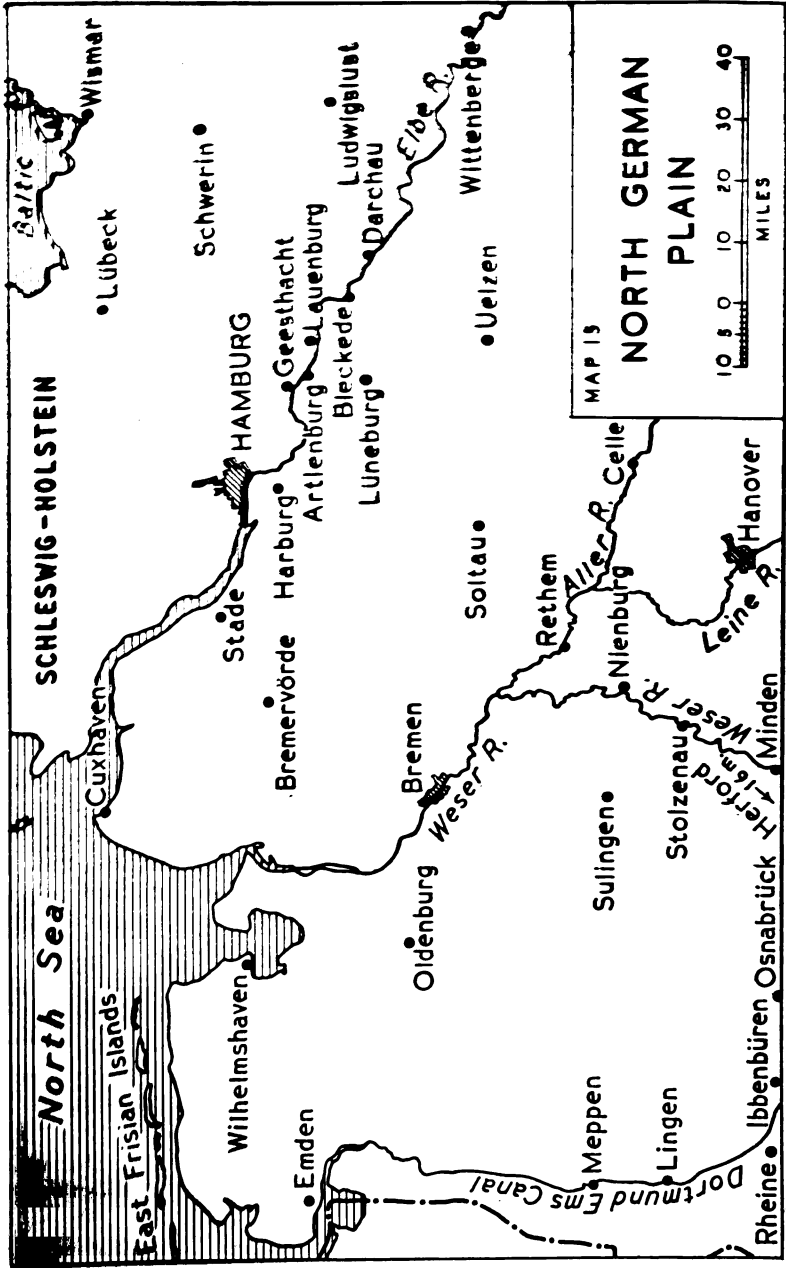 North Sea
East Frisian Islands
SCHLESWIG-HOLSTEIN
Baltic
Wismar
Lübeck
Cuxhaven
Schwerin
Wilhelmshaven
Stade
HAMBURG
Emden
Bremervörde
Harburg
Geesthacht
Artlenburg
Lauenburg
Ludwigslust
Bleckede
Darchau
Elbe R.
Lüneburg
Oldenburg
Bremen
Weser R.
Soltau
Uelzen
Wittenberge
Meppen
Dortmund Ems Canal
Sulingen
Rethem
Aller R.
Celle
Nienburg
Lingen
Stolzenau
Weser R.
Leine R.
Hanover
Herford
←16m.
Rheine
Ibbenbüren
Osnabrück
Minden
MAP 15
NORTH GERMAN
PLAIN
10 5 0 10 20 30 40
MILES